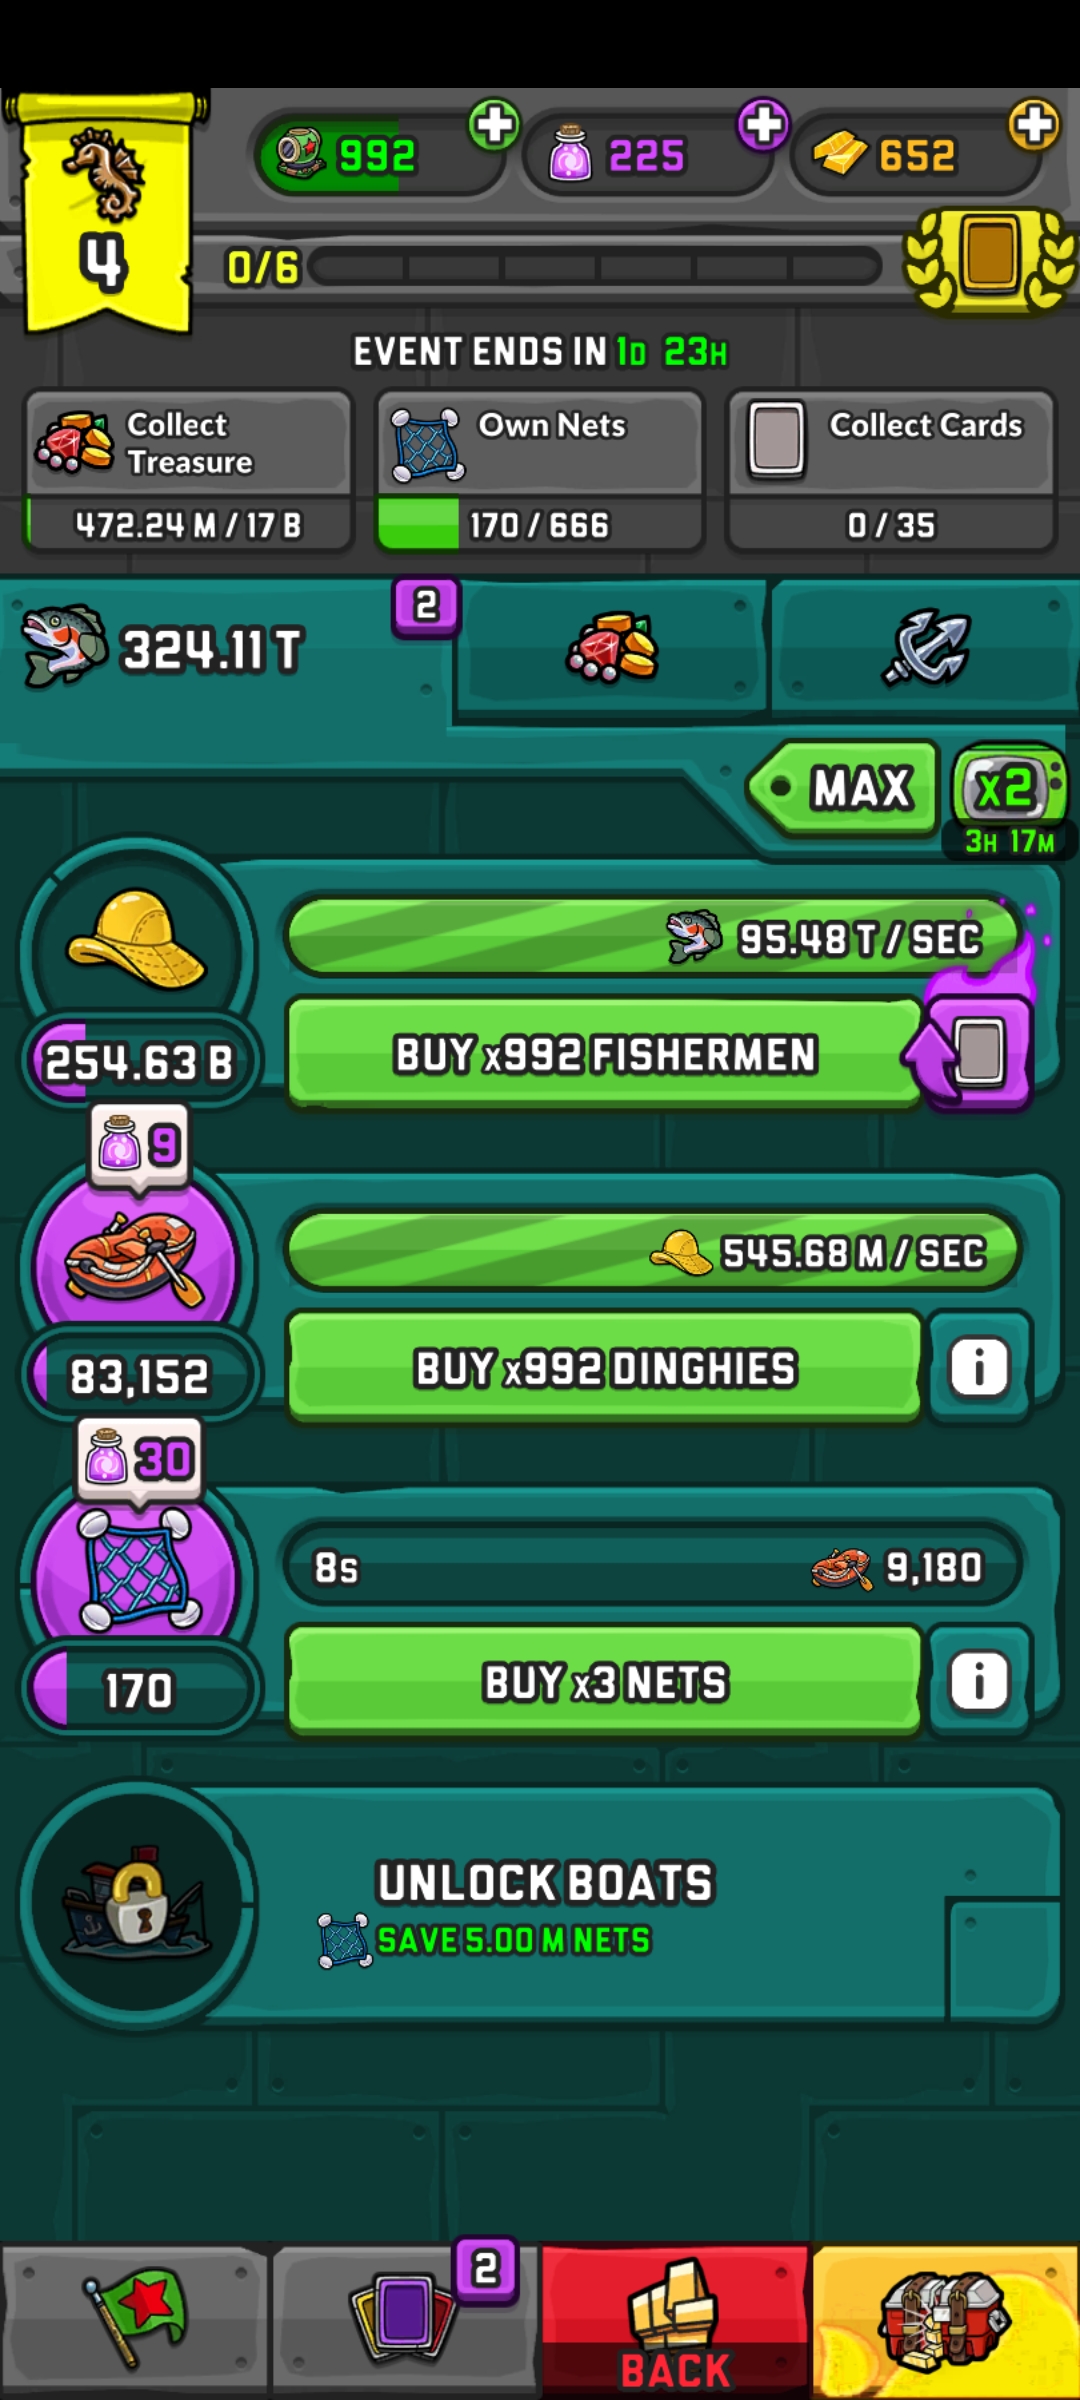 992
225
652
4
0/6
EVENT ENDS IN 1D 23H
Collect
Treasure
472.24 M / 17 B
Own Nets
170 / 666
Collect Cards
0 / 35
324.11 T
2
MAX
x2
3H 17M
95.48 T / SEC
254.63 B
BUY x992 FISHERMEN
9
545.68 M / SEC
83,152
BUY x992 DINGHIES
i
30
8s
9,180
170
BUY x3 NETS
i
UNLOCK BOATS
SAVE 5.00 M NETS
2
BACK